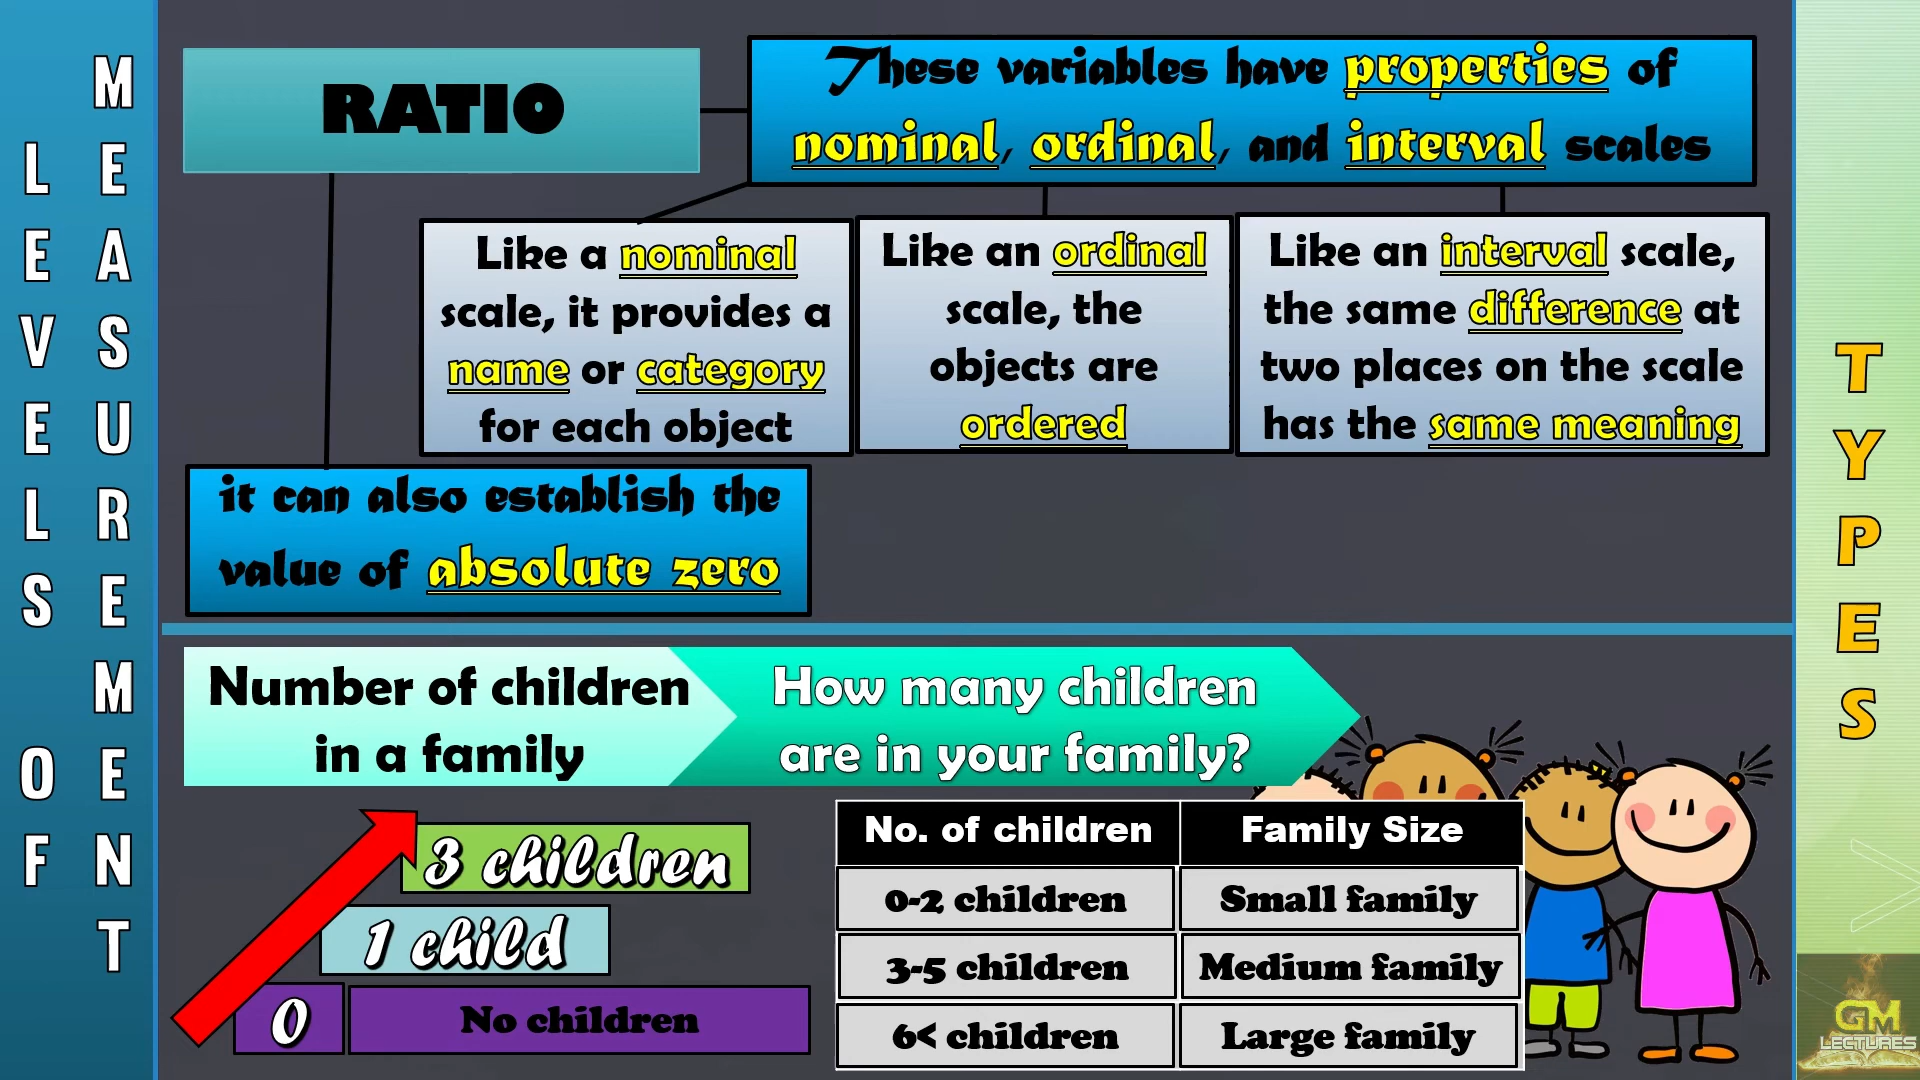 LEVELS OF
MEASUREMENT
RATIO
These variables have properties of
nominal, ordinal, and interval scales
Like a nominal
scale, it provides a
name or category
for each object
Like an ordinal
scale, the
objects are
ordered
Like an interval scale,
the same difference at
two places on the scale
has the same meaning
it can also establish the
value of absolute zero
TYPES
Number of children
in a family
How many children
are in your family?
3 children
1 child
0 No children
No. of children Family Size
0-2 children Small family
3-5 children Medium family
6< children Large family
GM
LECTURES